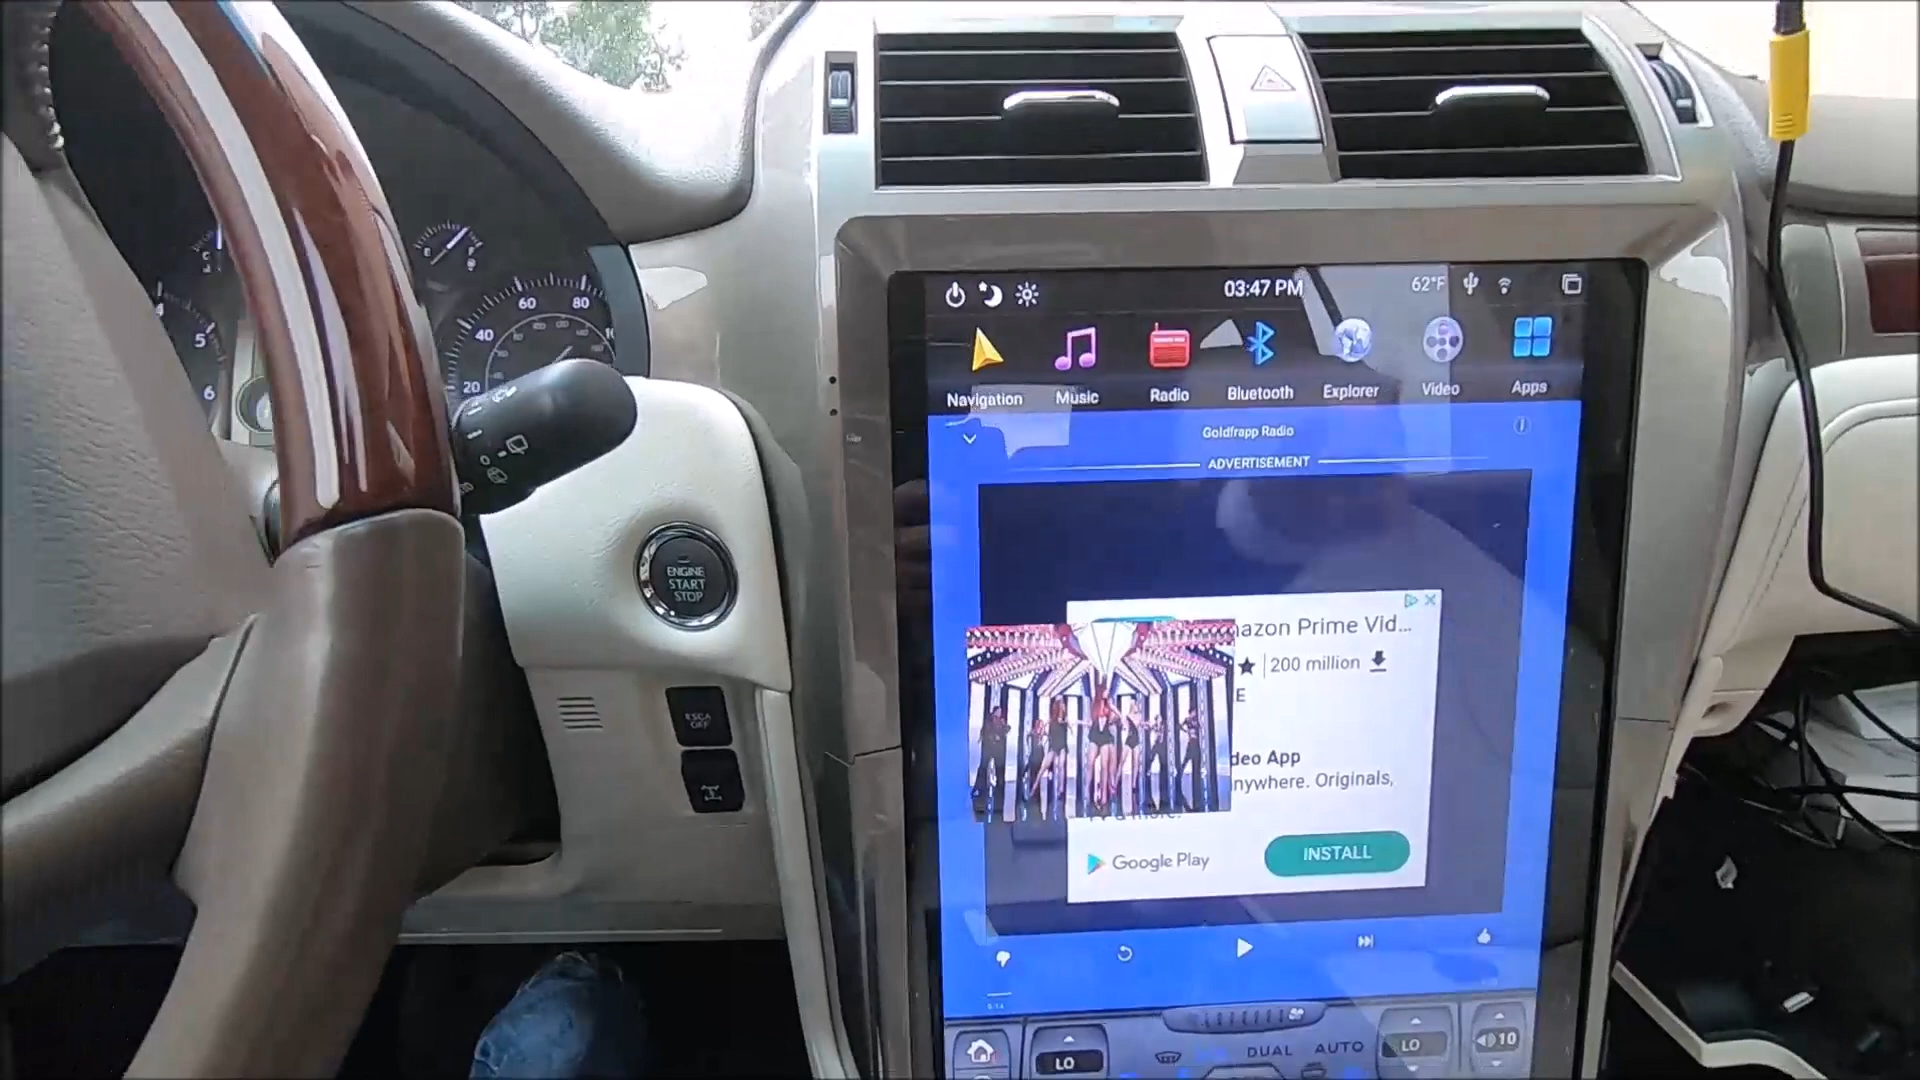 03:47 PM
62°F
Navigation
Music
Radio
Bluetooth
Explorer
Video
Apps
Goldfrapp Radio
ADVERTISEMENT
azon Prime Vid...
200 million
E
deo App
nywhere. Originals,
Google Play
INSTALL
LO
DUAL
AUTO
LO
10
ENGINE
START
STOP
OFF
E
F
C
20
40
60
80
4
5
6